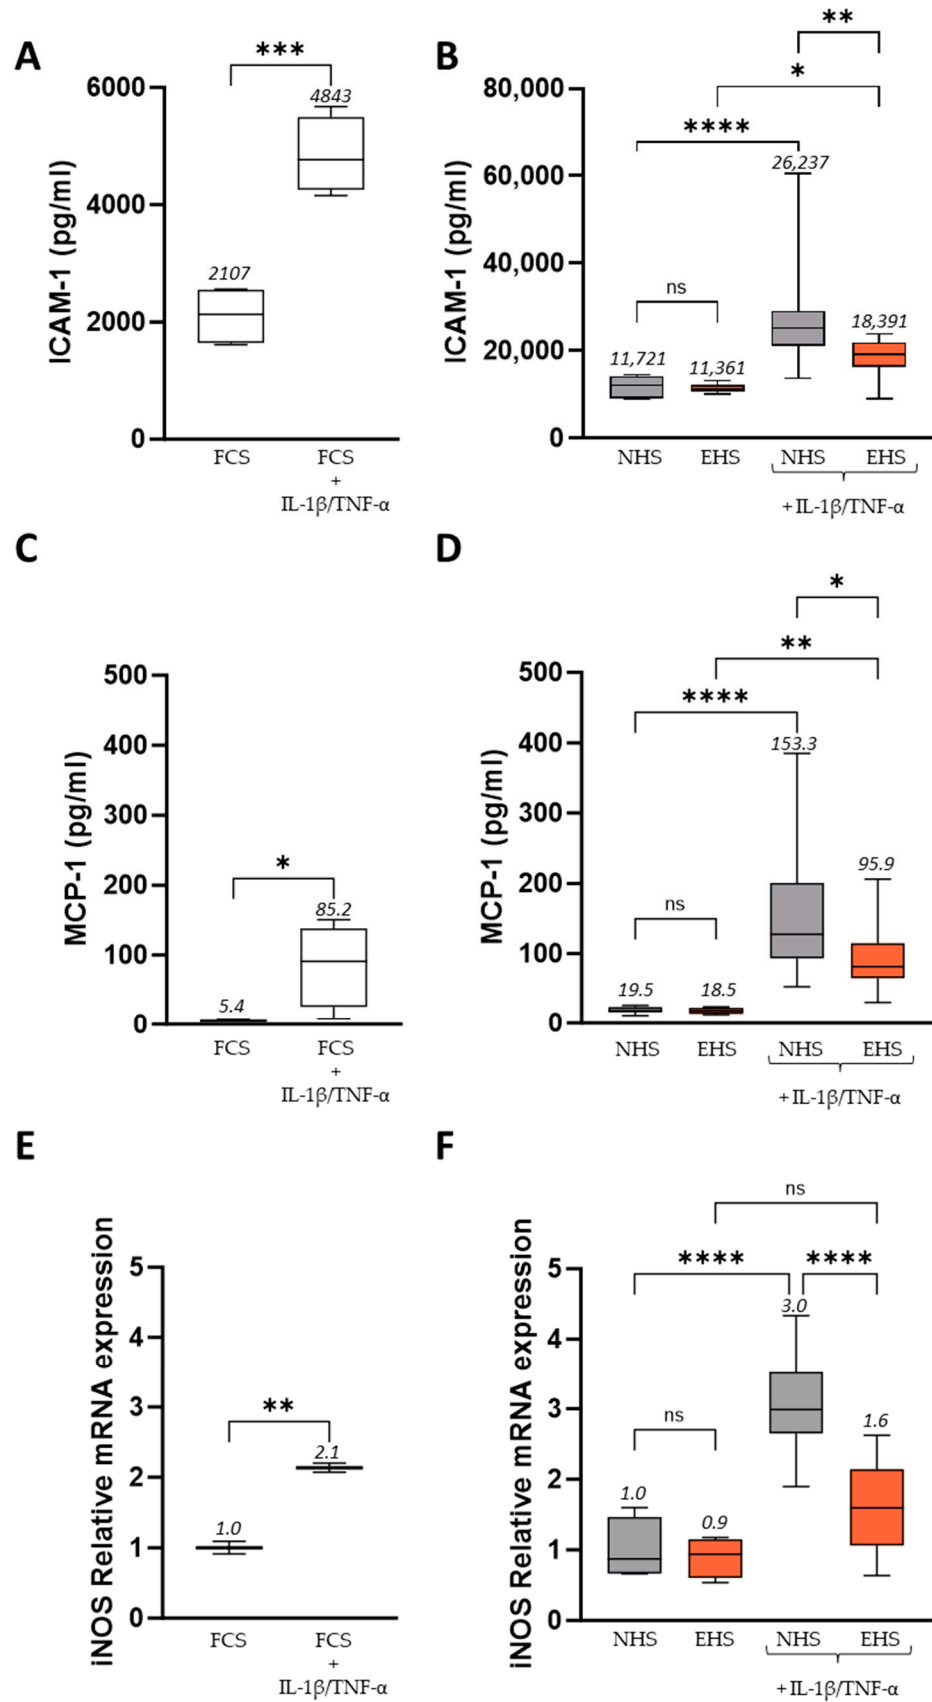 A
***
6000
4843
4000
2107
2000
0
ICAM-1 (pg/ml)
FCS
FCS
+
IL-1β/TNF-α
B
**
*
****
80,000
26,237
60,000
40,000
ns
18,391
20,000
11,721
11,361
0
ICAM-1 (pg/ml)
NHS
EHS
NHS
EHS
+ IL-1β/TNF-α
C
500
400
300
200
*
85.2
100
5.4
0
MCP-1 (pg/ml)
FCS
FCS
+
IL-1β/TNF-α
D
*
**
500
****
153.3
400
300
95.9
200
ns
100
19.5
18.5
0
MCP-1 (pg/ml)
NHS
EHS
NHS
EHS
+ IL-1β/TNF-α
E
5
4
3
**
2.1
2
1.0
1
0
iNOS Relative mRNA expression
FCS
FCS
+
IL-1β/TNF-α
F
ns
****
****
5
3.0
4
3
ns
1.6
2
1.0
0.9
1
0
iNOS Relative mRNA expression
NHS
EHS
NHS
EHS
+ IL-1β/TNF-α